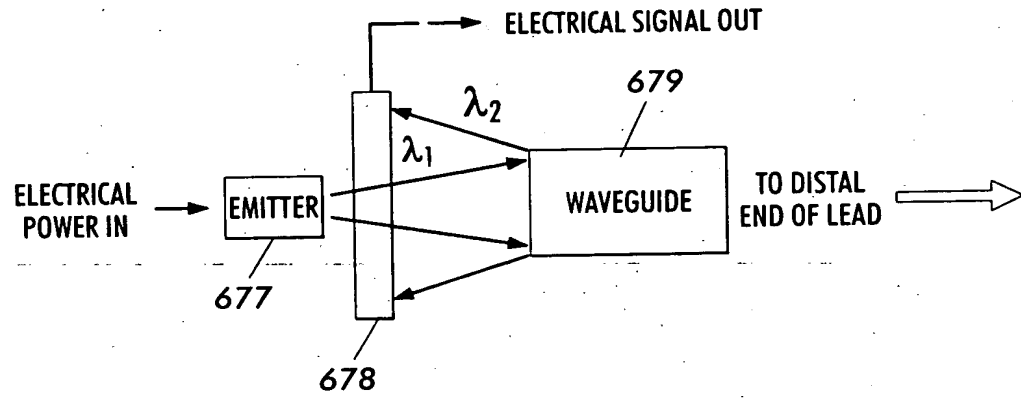 ELECTRICAL SIGNAL OUT
679
λ2
λ1
ELECTRICAL
POWER IN
EMITTER
WAVEGUIDE
TO DISTAL
END OF LEAD
677
678